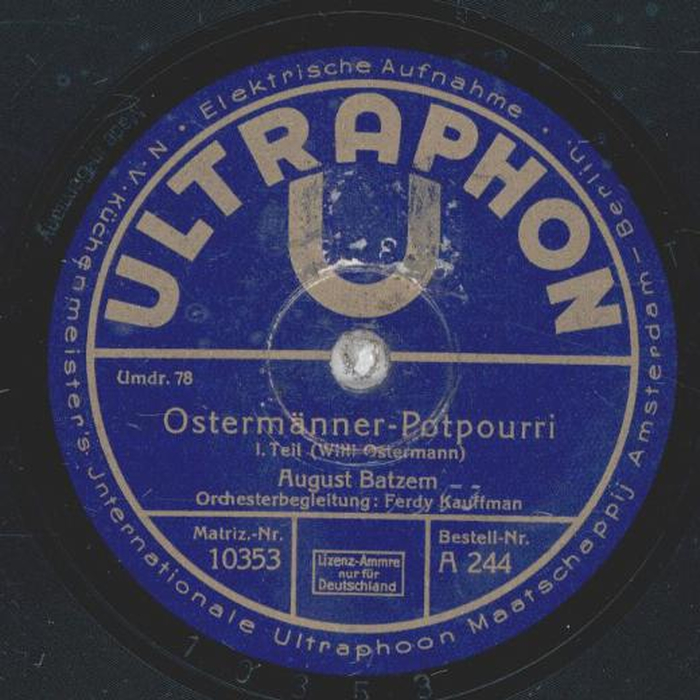 · Elektrische Aufnahme ·
N·V·Küchenmeister's Jnternationale Ultraphoon Maatschappij Amsterdam – Berlin.
ULTRAPHON
U
Umdr. 78
Ostermänner-Potpourri
I. Teil (Willi Ostermann)
August Batzem
Orchesterbegleitung: Ferdy Kauffman
Matriz.-Nr.
10353
Lizenz-Ammre
nur für
Deutschland
Bestell-Nr.
A 244
10353